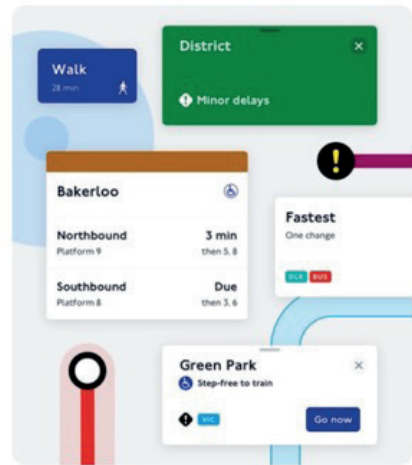 District
Walk
28 min
Minor delays
Bakerloo
Northbound 3 min
Platform 9 then 5, 8
Southbound Due
Platform 8 then 3, 6
Fastest
One change
DLR BUS
Green Park
Step-free to train
VIC
Go now